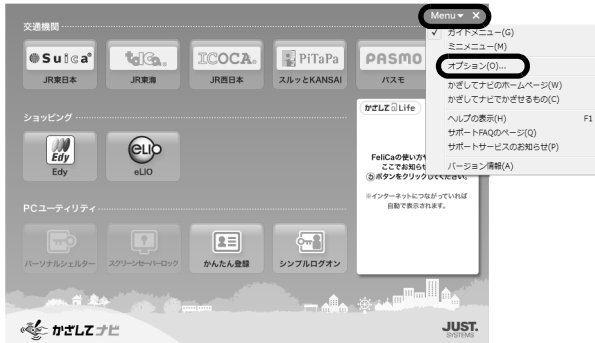 Menu▼ ×
交通機関
Suica
TOICA
ICOCA
PiTaPa
PASMO
JR東日本
JR東海
JR西日本
スルッとKANSAI
パスモ
ショッピング
Edy
eLIO
Edy
eLIO
かざして Life
FeliCaの使い方や
ここでお知らせ
ボタンをクリックしてください。
※インターネットにつながっていれば
自動で表示されます。
PCユーティリティ
パーソナルシェルター
スクリーンセーバーロック
かんたん登録
シンプルログオン
かざしてナビ
JUST.
SYSTEMS
✓ ガイドメニュー(G)
ミニメニュー(M)
オプション(O)...
かざしてナビのホームページ(W)
かざしてナビでかざせるもの(C)
ヘルプの表示(H) F1
サポートFAQのページ(Q)
サポートサービスのお知らせ(P)
バージョン情報(A)